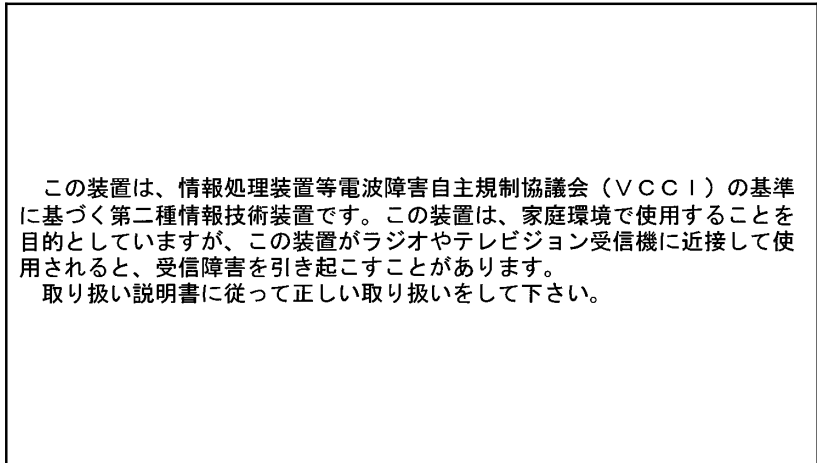 この装置は、情報処理装置等電波障害自主規制協議会（ＶＣＣＩ）の基準
に基づく第二種情報技術装置です。この装置は、家庭環境で使用することを
目的としていますが、この装置がラジオやテレビジョン受信機に近接して使
用されると、受信障害を引き起こすことがあります。
　取り扱い説明書に従って正しい取り扱いをして下さい。